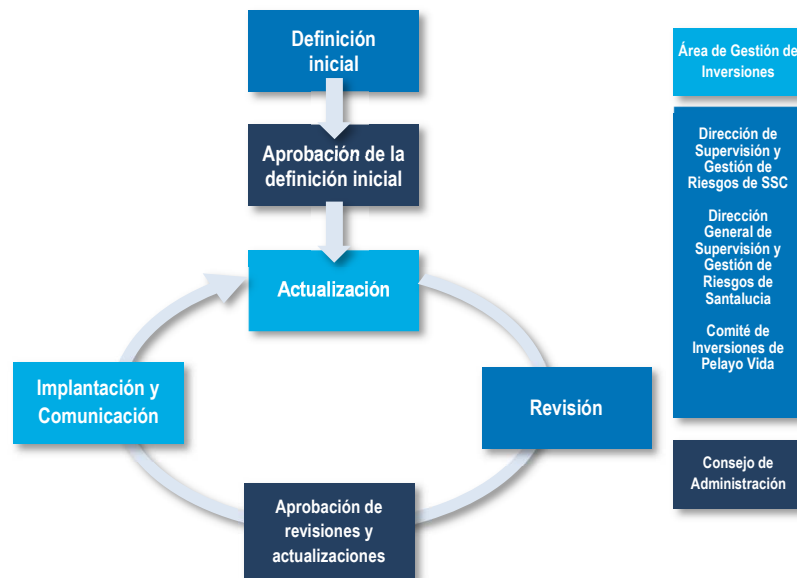 Definición
inicial
Aprobación de la
definición inicial
Actualización
Implantación y
Comunicación
Revisión
Aprobación de
revisiones y
actualizaciones
Área de Gestión de
Inversiones
Dirección de
Supervisión y
Gestión de
Riesgos de SSC
Dirección
General de
Supervisión y
Gestión de
Riesgos de
Santalucia
Comité de
Inversiones de
Pelayo Vida
Consejo de
Administración